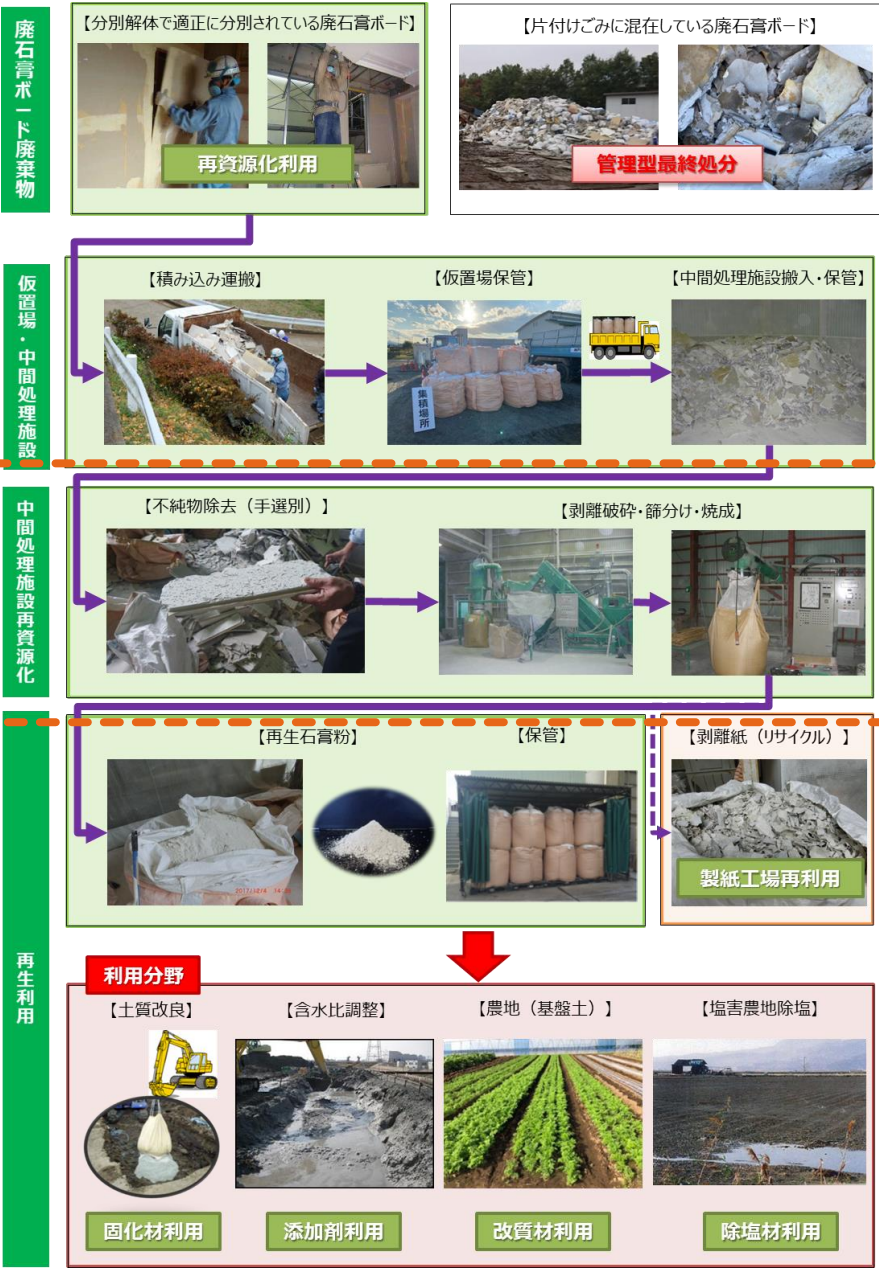 廃石膏ボード廃棄物
【分別解体で適正に分別されている廃石膏ボード】
再資源化利用
【片付けごみに混在している廃石膏ボード】
管理型最終処分
仮置場・中間処理施設
【積み込み運搬】
【仮置場保管】
集積場所
【中間処理施設搬入・保管】
中間処理施設再資源化
【不純物除去（手選別）】
【剥離破砕・篩分け・焼成】
再生利用
【再生石膏粉】
【保管】
【剥離紙（リサイクル）】
製紙工場再利用
利用分野
【土質改良】
【含水比調整】
【農地（基盤土）】
【塩害農地除塩】
固化材利用
添加剤利用
改質材利用
除塩材利用